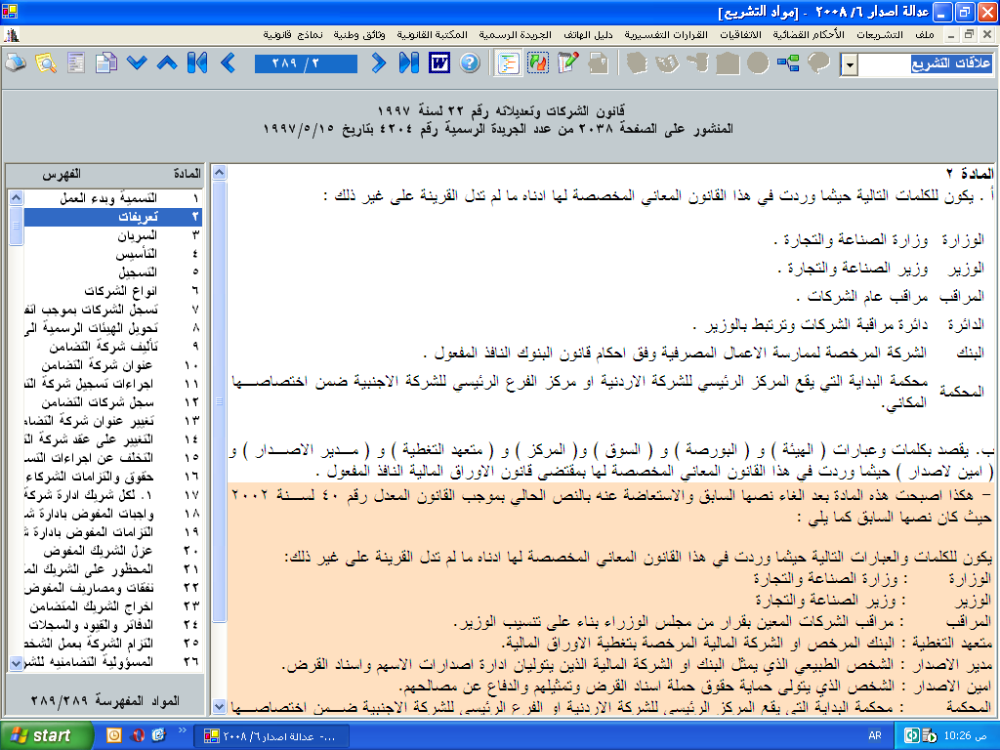 عدالة اصدار ٦/ ٢٠٠٨ - [مواد التشريع]
ملف التشريعات الأحكام القضائية الاتفاقيات القرارات التفسيرية دليل الهاتف الجريدة الرسمية المكتبة القانونية وثائق وطنية نماذج قانونية
علاقات التشريع
٢ / ٢٨٩
قانون الشركات وتعديلاته رقم ٢٢ لسنة ١٩٩٧
المنشور على الصفحة ٢٠٣٨ من عدد الجريدة الرسمية رقم ٤٢٠٤ بتاريخ ١٩٩٧/٥/١٥
المادة ٢
أ . يكون للكلمات التالية حيثما وردت في هذا القانون المعاني المخصصة لها ادناه ما لم تدل القرينة على غير ذلك :
الوزارة وزارة الصناعة والتجارة .
الوزير وزير الصناعة والتجارة .
المراقب مراقب عام الشركات .
الدائرة دائرة مراقبة الشركات وترتبط بالوزير .
البنك الشركة المرخصة لممارسة الاعمال المصرفية وفق احكام قانون البنوك النافذ المفعول .
المحكمة محكمة البداية التي يقع المركز الرئيسي للشركة الاردنية او مركز الفرع الرئيسي للشركة الاجنبية ضمن اختصاصها
المكاني.
ب. يقصد بكلمات وعبارات ( الهيئة ) و ( البورصة ) و ( السوق ) و( المركز ) و ( متعهد التغطية ) و ( مدير الاصدار ) و
( امين لاصدار ) حيثما وردت في هذا القانون المعاني المخصصة لها بمقتضى قانون الاوراق المالية النافذ المفعول .
- هكذا اصبحت هذه المادة بعد الغاء نصها السابق والاستعاضة عنه بالنص الحالي بموجب القانون المعدل رقم ٤٠ لسنة ٢٠٠٢
حيث كان نصها السابق كما يلي :
يكون للكلمات والعبارات التالية حيثما وردت في هذا القانون المعاني المخصصة لها ادناه ما لم تدل القرينة على غير ذلك:
الوزارة : وزارة الصناعة والتجارة
الوزير : وزير الصناعة والتجارة
المراقب : مراقب الشركات المعين بقرار من مجلس الوزراء بناء على تنسيب الوزير.
متعهد التغطية : البنك المرخص او الشركة المالية المرخصة بتغطية الاوراق المالية.
مدير الاصدار : الشخص الطبيعي الذي يمثل البنك او الشركة المالية الذين يتوليان ادارة اصدارات الاسهم واسناد القرض.
امين الاصدار : الشخص الذي يتولى حماية حقوق حملة اسناد القرض وتمثيلهم والدفاع عن مصالحهم.
المحكمة : محكمة البداية التي يقع المركز الرئيسي للشركة الاردنية او الفرع الرئيسي للشركة الاجنبية ضمن اختصاصها
المادة الفهرس
١ التسمية وبدء العمل
٢ تعريفات
٣ السريان
٤ التأسيس
٥ التسجيل
٦ انواع الشركات
٧ تسجل الشركات بموجب اتف
٨ تحويل الهيئات الرسمية الى
٩ تأليف شركة التضامن
١٠ عنوان شركة التضامن
١١ اجراءات تسجيل شركة الت
١٢ سجل شركات التضامن
١٣ تغيير عنوان شركة التضام
١٤ التغيير على عقد شركة ال
١٥ التخلف عن اجراءات التس
١٦ حقوق والتزامات الشركاء
١٧ ١. لكل شريك ادارة شركة
١٨ واجبات المفوض بادارة ش
١٩ التزامات المفوض بادارة ش
٢٠ عزل الشريك المفوض
٢١ المحظور على الشريك الم
٢٢ نفقات ومصاريف المفوض
٢٣ اخراج الشريك المتضامن
٢٤ الدفاتر والقيود والسجلات
٢٥ التزام الشركة بعمل الشخ
٢٦ المسؤولية التضامنيه للشر
المواد المفهرسة ٢٨٩/٢٨٩
start
عدالة اصدار ٦/ ٢٠٠٨ -...
AR
10:26 ص